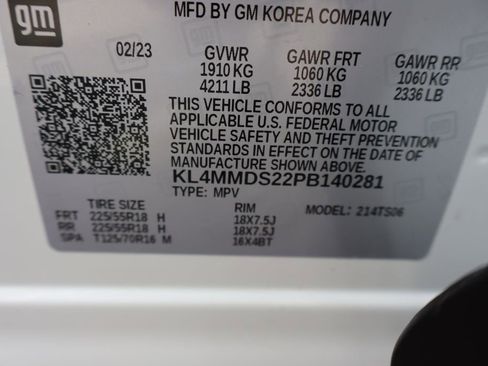 gm
MFD BY GM KOREA COMPANY
02/23 GVWR GAWR FRT GAWR RR
1910 KG 1060 KG 1060 KG
4211 LB 2336 LB 2336 LB
THIS VEHICLE CONFORMS TO ALL
APPLICABLE U.S. FEDERAL MOTOR
VEHICLE SAFETY AND THEFT PREVENTION
STANDARDS IN EFFECT ON THE DATE OF
MANUFACTURE SHOWN ABOVE.
KL4MMDS22PB140281
TYPE: MPV
TIRE SIZE RIM MODEL: 214TS06
FRT 225/55R18 H 18X7.5J
RR 225/55R18 H 18X7.5J
SPA T125/70R16 M 16X4BT